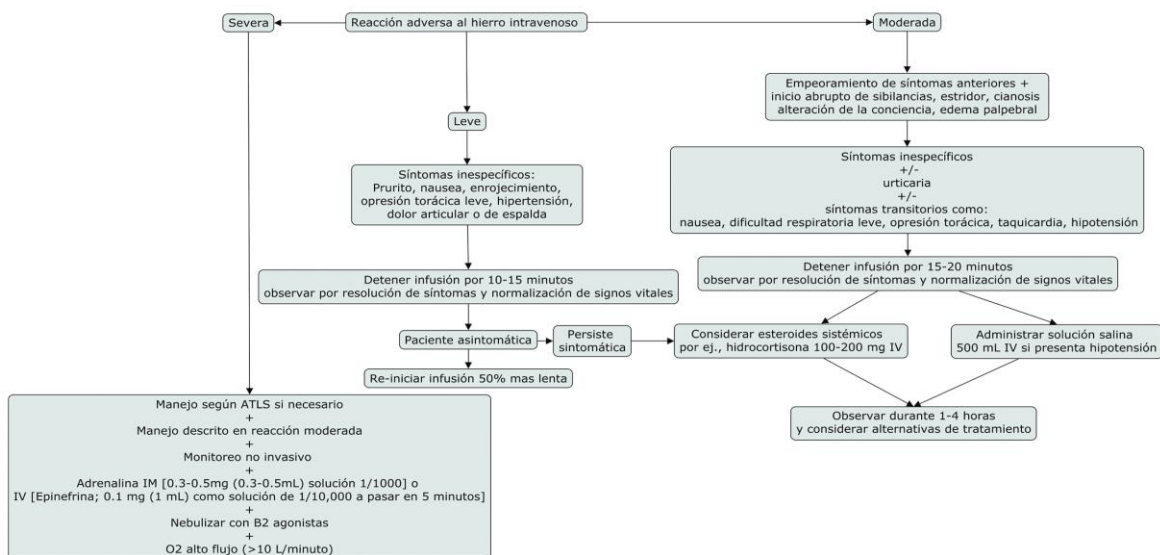 Severa
Reacción adversa al hierro intravenoso
Moderada
Empeoramiento de síntomas anteriores +
inicio abrupto de sibilancias, estridor, cianosis
alteración de la conciencia, edema palpebral
Leve
Síntomas inespecíficos
+/-
urticaria
+/-
síntomas transitorios como:
nausea, dificultad respiratoria leve, opresión torácica, taquicardia, hipotensión
Síntomas inespecíficos:
Prurito, nausea, enrojecimiento,
opresión torácica leve, hipertensión,
dolor articular o de espalda
Detener infusión por 10-15 minutos
observar por resolución de síntomas y normalización de signos vitales
Detener infusión por 15-20 minutos
observar por resolución de síntomas y normalización de signos vitales
Paciente asintomática
Persiste
sintomática
Considerar esteroides sistémicos
por ej., hidrocortisona 100-200 mg IV
Administrar solución salina
500 mL IV si presenta hipotensión
Re-iniciar infusión 50% mas lenta
Observar durante 1-4 horas
y considerar alternativas de tratamiento
Manejo según ATLS si necesario
+
Manejo descrito en reacción moderada
+
Monitoreo no invasivo
+
Adrenalina IM [0.3-0.5mg (0.3-0.5mL) solución 1/1000] o
IV [Epinefrina; 0.1 mg (1 mL) como solución de 1/10,000 a pasar en 5 minutos]
+
Nebulizar con B2 agonistas
+
O2 alto flujo (>10 L/minuto)